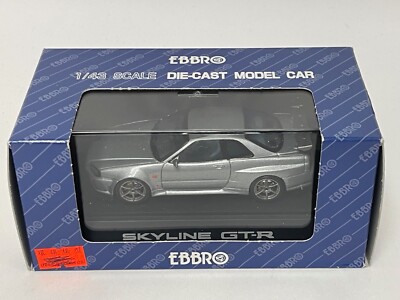 EBBRO
1/43 SCALE DIE-CAST MODEL CAR
SKYLINE GT-R
EBBRO